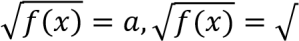 √f(x) = a, √f(x) = √